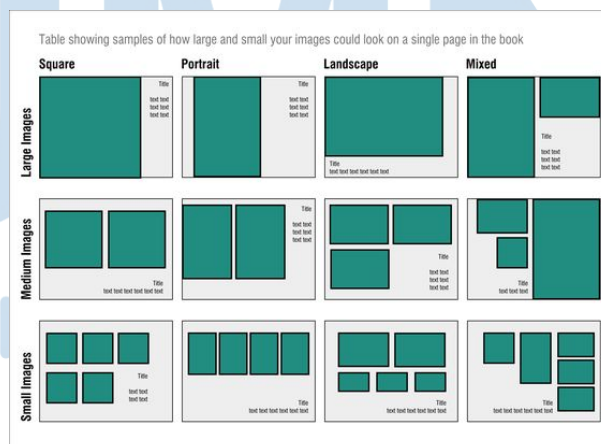 Table showing samples of how large and small your images could look on a single page in the book
Square
Portrait
Landscape
Mixed
Large Images
Title
text text
text text
text text
Title
text text
text text
text text
Title
text text text text text text
Title
text text
text text
text text
Medium Images
Title
text text text text text text
Title
text text
text text
text text
Title
text text
text text
text text
Title
text text text text text
Small Images
Title
text text
text text
Title
text text text text text text
Title
text text text text text text
Title
text text text text text text